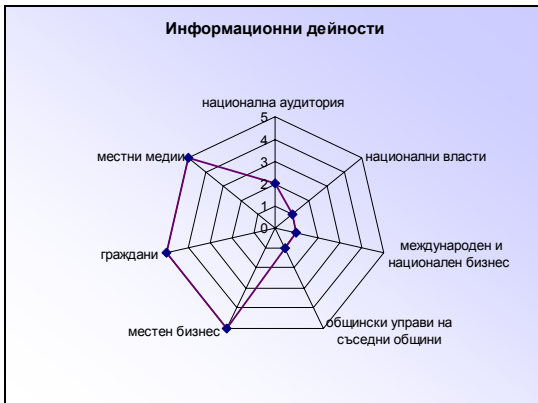 Информационни дейности
национална аудитория
национални власти
международен и
национален бизнес
общински управи на
съседни общини
местен бизнес
граждани
местни медии
5
4
3
2
1
0